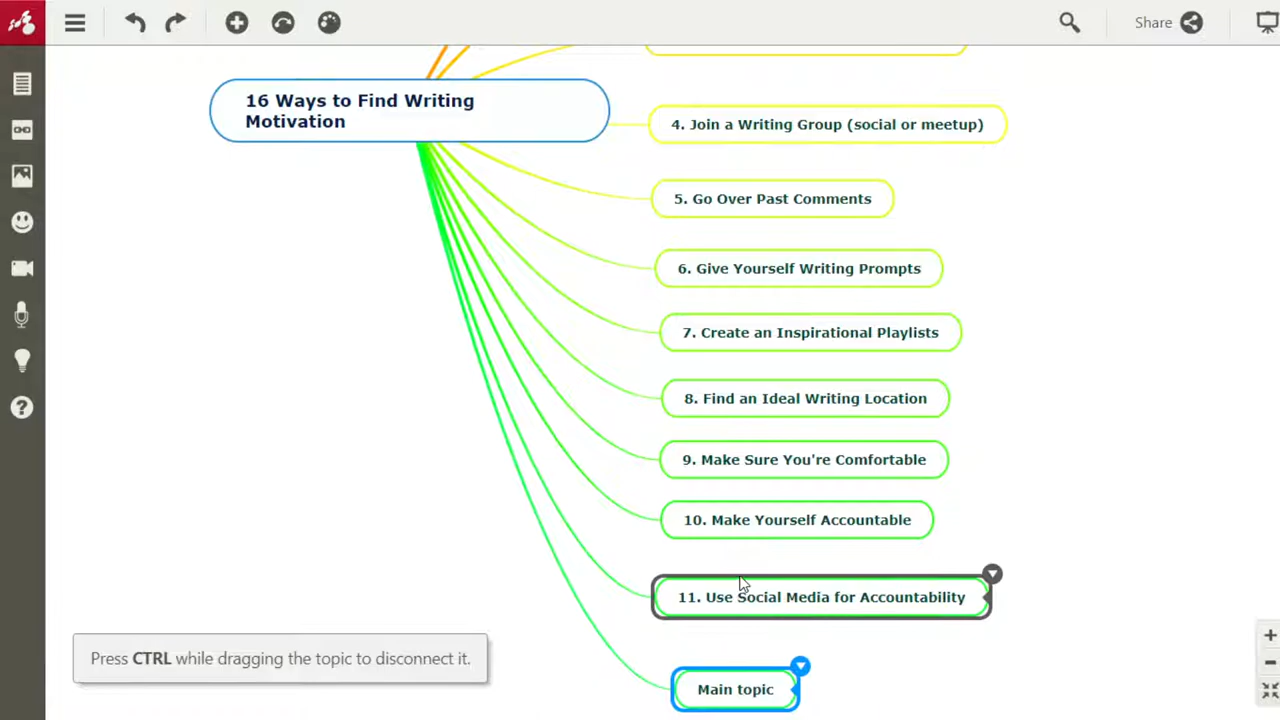 Share
16 Ways to Find Writing
Motivation
4. Join a Writing Group (social or meetup)
5. Go Over Past Comments
6. Give Yourself Writing Prompts
7. Create an Inspirational Playlists
8. Find an Ideal Writing Location
9. Make Sure You're Comfortable
10. Make Yourself Accountable
11. Use Social Media for Accountability
Press CTRL while dragging the topic to disconnect it.
Main topic